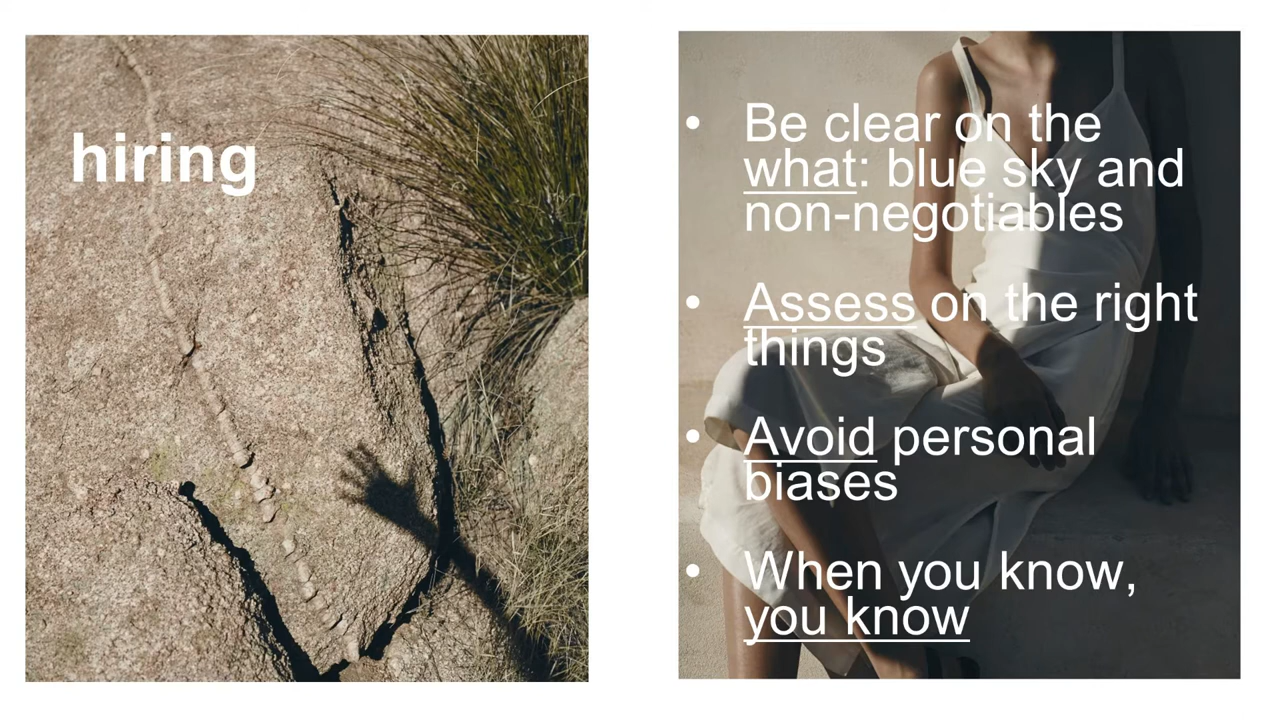 hiring
• Be clear on the
what: blue sky and
non-negotiables
• Assess on the right
things
• Avoid personal
biases
• When you know,
you know